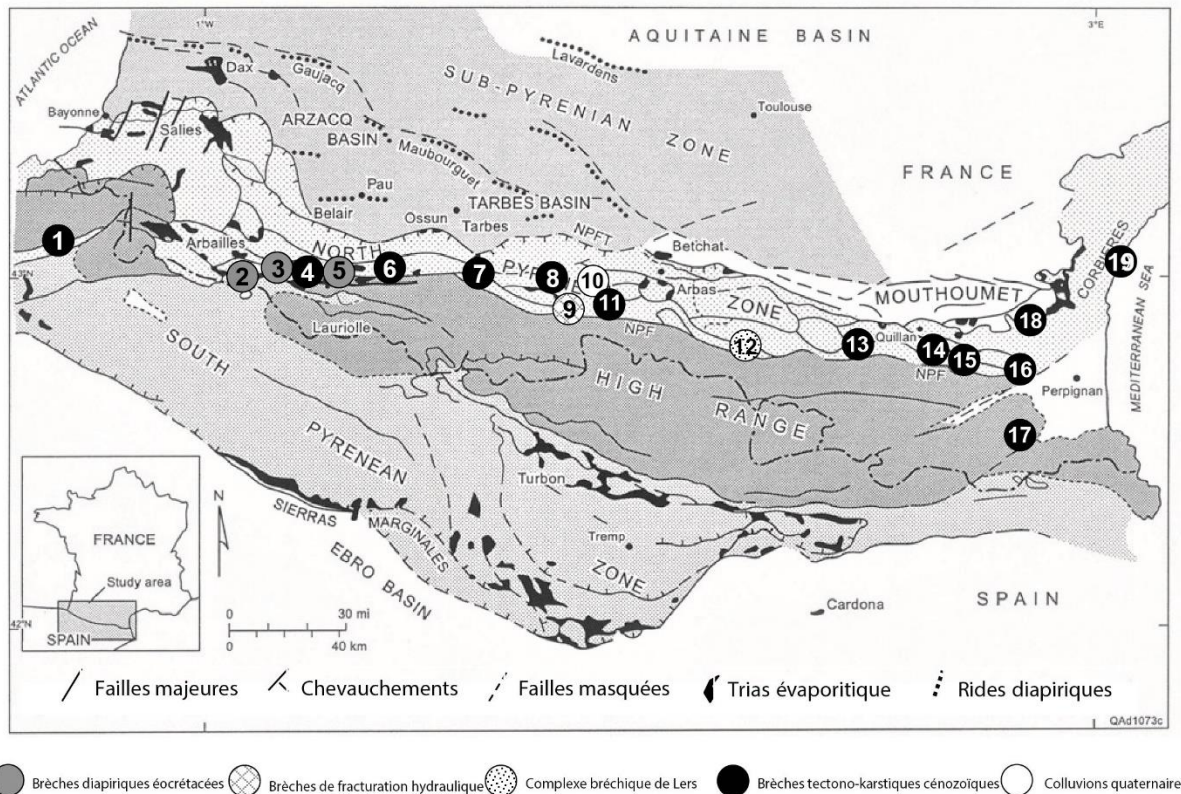 1°W
3°E
ATLANTIC OCEAN
AQUITAINE BASIN
Lavardens
Dax
Gaujacq
SUB-PYRENIAN ZONE
Toulouse
Bayonne
ARZACQ BASIN
Salies
Maubourguet
FRANCE
Pau
TARBES BASIN
Belair
Ossun
Tarbes
NPFT
Betchat
CORBIÈRES
19
1
Arbailles
NORTH
PYR
ZONE
43°N
2
3
4
5
6
7
8
10
Arbas
MOUTHOUMET
9
11
NPF
12
13
Quillan
14
15
NPF
16
18
Lauriolle
SOUTH PYRENEAN ZONE
HIGH RANGE
Perpignan
MEDITERRANEAN SEA
17
Turbon
SIERRAS MARGINALES
Tremp
EBRO BASIN
Cardona
SPAIN
FRANCE
Study area
SPAIN
N
0 30 mi
0 40 km
42°N
Failles majeures
Chevauchements
Failles masquées
Trias évaporitique
Rides diapiriques
QAd1073c
Brèches diapiriques éocrétacées
Brèches de fracturation hydraulique
Complexe bréchique de Lers
Brèches tectono-karstiques cénozoïques
Colluvions quaternaires